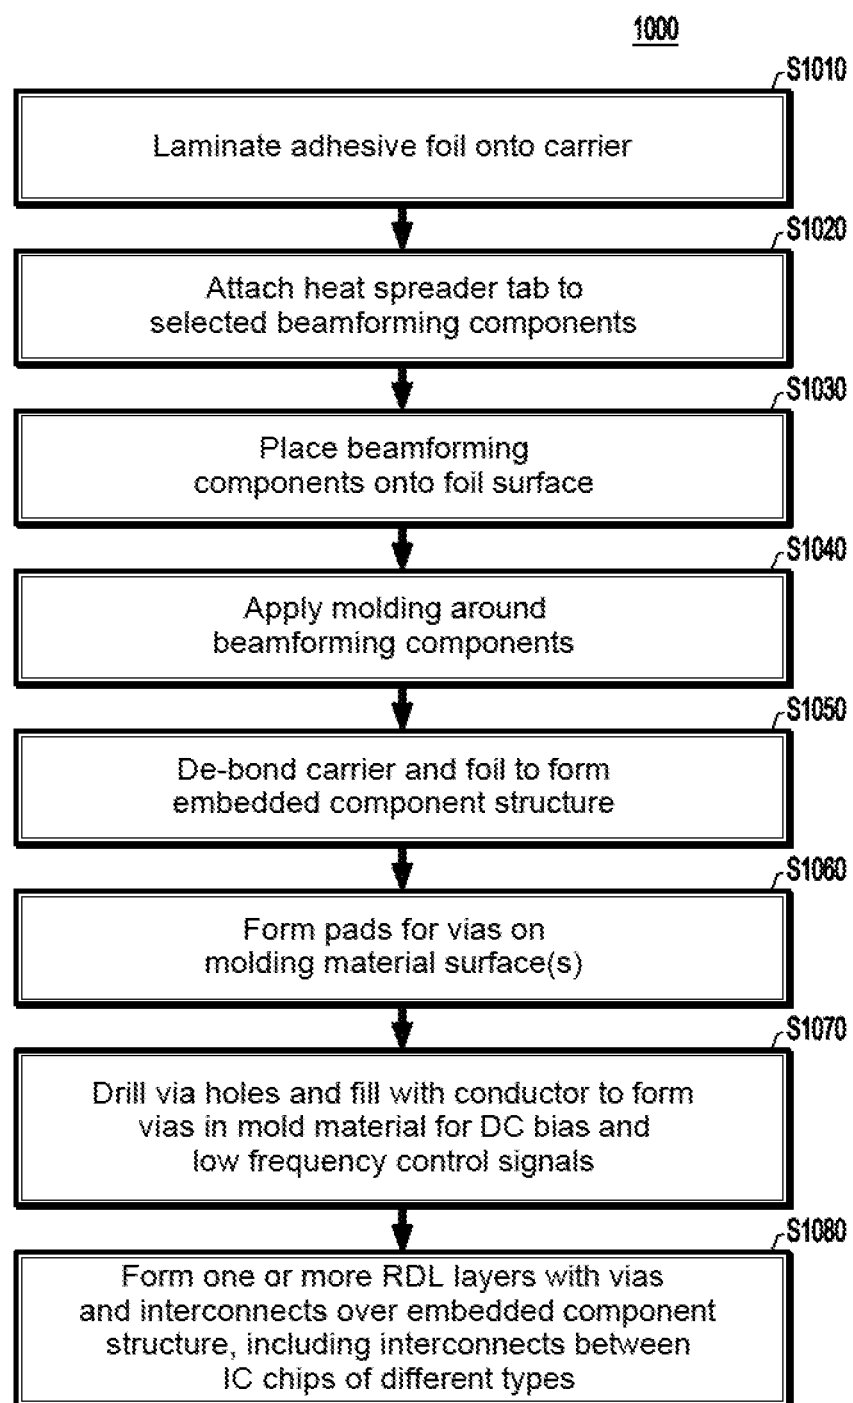 1000
S1010
Laminate adhesive foil onto carrier
S1020
Attach heat spreader tab to
selected beamforming components
S1030
Place beamforming
components onto foil surface
S1040
Apply molding around
beamforming components
S1050
De-bond carrier and foil to form
embedded component structure
S1060
Form pads for vias on
molding material surface(s)
S1070
Drill via holes and fill with conductor to form
vias in mold material for DC bias and
low frequency control signals
S1080
Form one or more RDL layers with vias
and interconnects over embedded component
structure, including interconnects between
IC chips of different types